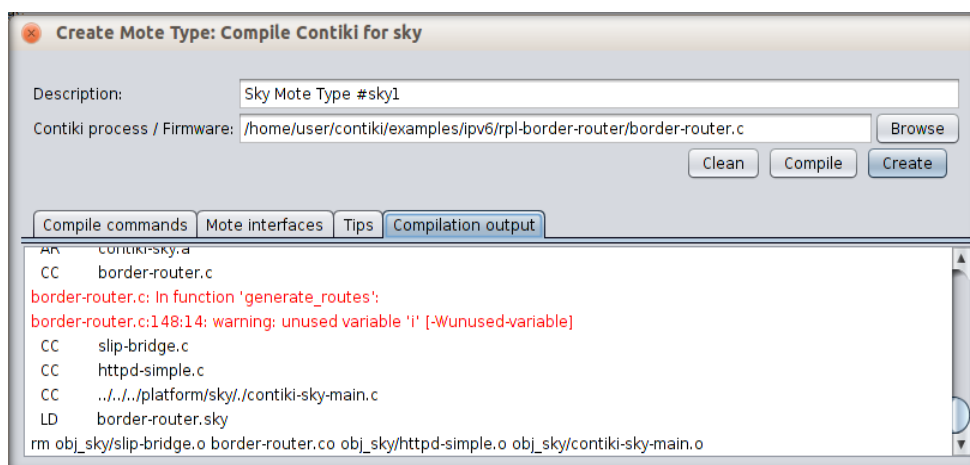 Create Mote Type: Compile Contiki for sky
Description: Sky Mote Type #sky1
Contiki process / Firmware: /home/user/contiki/examples/ipv6/rpl-border-router/border-router.c Browse
Clean Compile Create
Compile commands Mote interfaces Tips Compilation output
AR contiki-sky.a
CC border-router.c
border-router.c: In function 'generate_routes':
border-router.c:148:14: warning: unused variable 'i' [-Wunused-variable]
CC slip-bridge.c
CC httpd-simple.c
CC ../../../platform/sky/./contiki-sky-main.c
LD border-router.sky
rm obj_sky/slip-bridge.o border-router.co obj_sky/httpd-simple.o obj_sky/contiki-sky-main.o